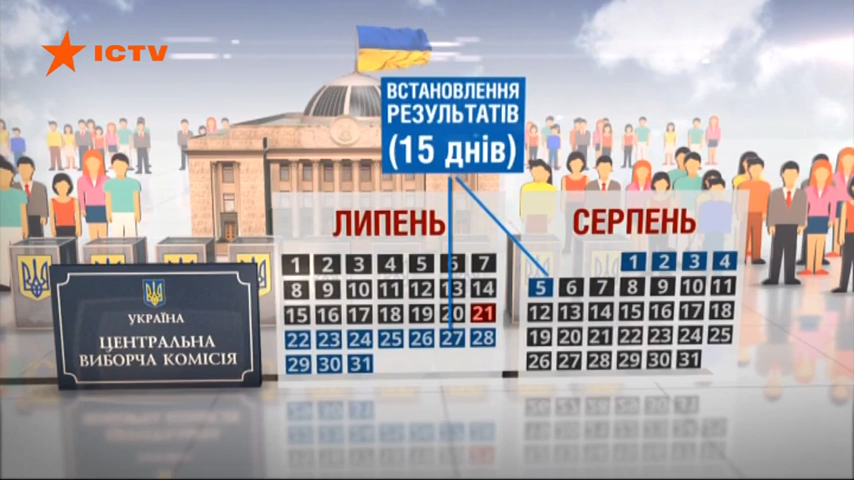 ICTV
ВСТАНОВЛЕННЯ
РЕЗУЛЬТАТІВ
(15 днів)
ЛИПЕНЬ
1 2 3 4 5 6 7
8 9 10 11 12 13 14
15 16 17 18 19 20 21
22 23 24 25 26 27 28
29 30 31
СЕРПЕНЬ
1 2 3 4
5 6 7 8 9 10 11
12 13 14 15 16 17 18
19 20 21 22 23 24 25
26 27 28 29 30 31
УКРАЇНА
ЦЕНТРАЛЬНА
ВИБОРЧА КОМІСІЯ